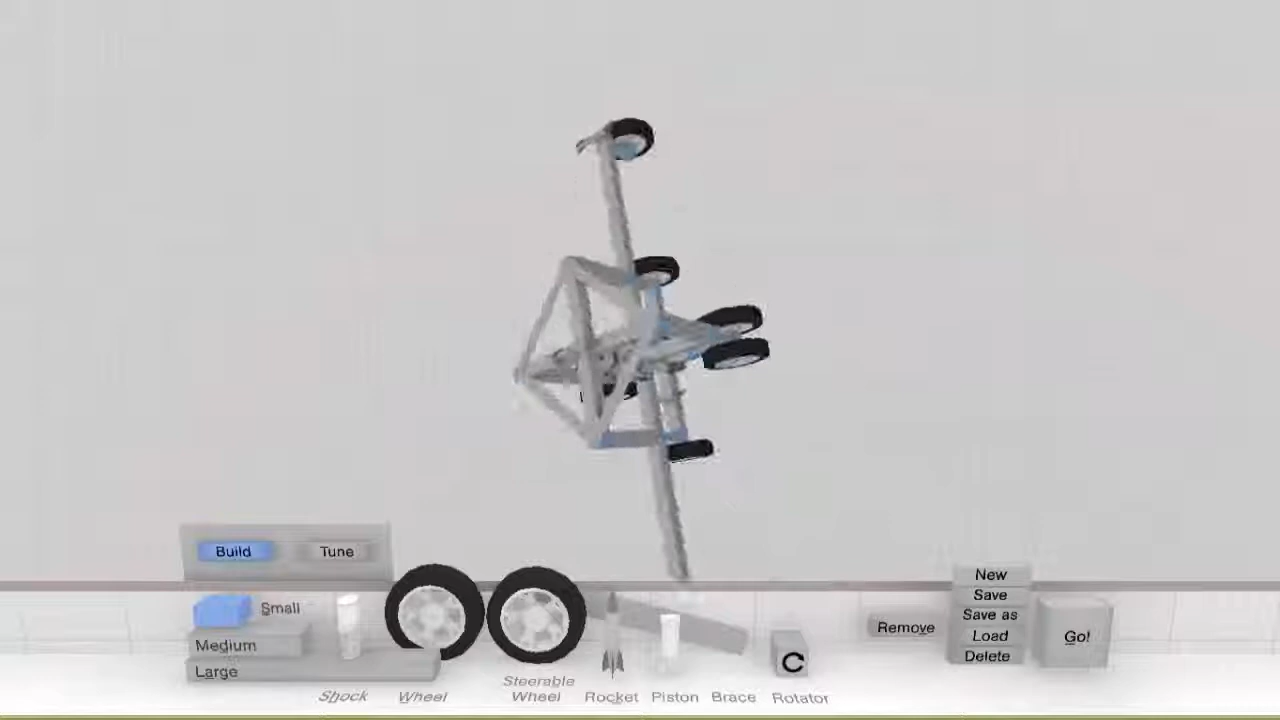 Build
Tune
Small
Medium
Large
Shock
Wheel
Steerable
Wheel
Rocket
Piston
Brace
Rotator
C
Remove
New
Save
Save as
Load
Delete
Go!